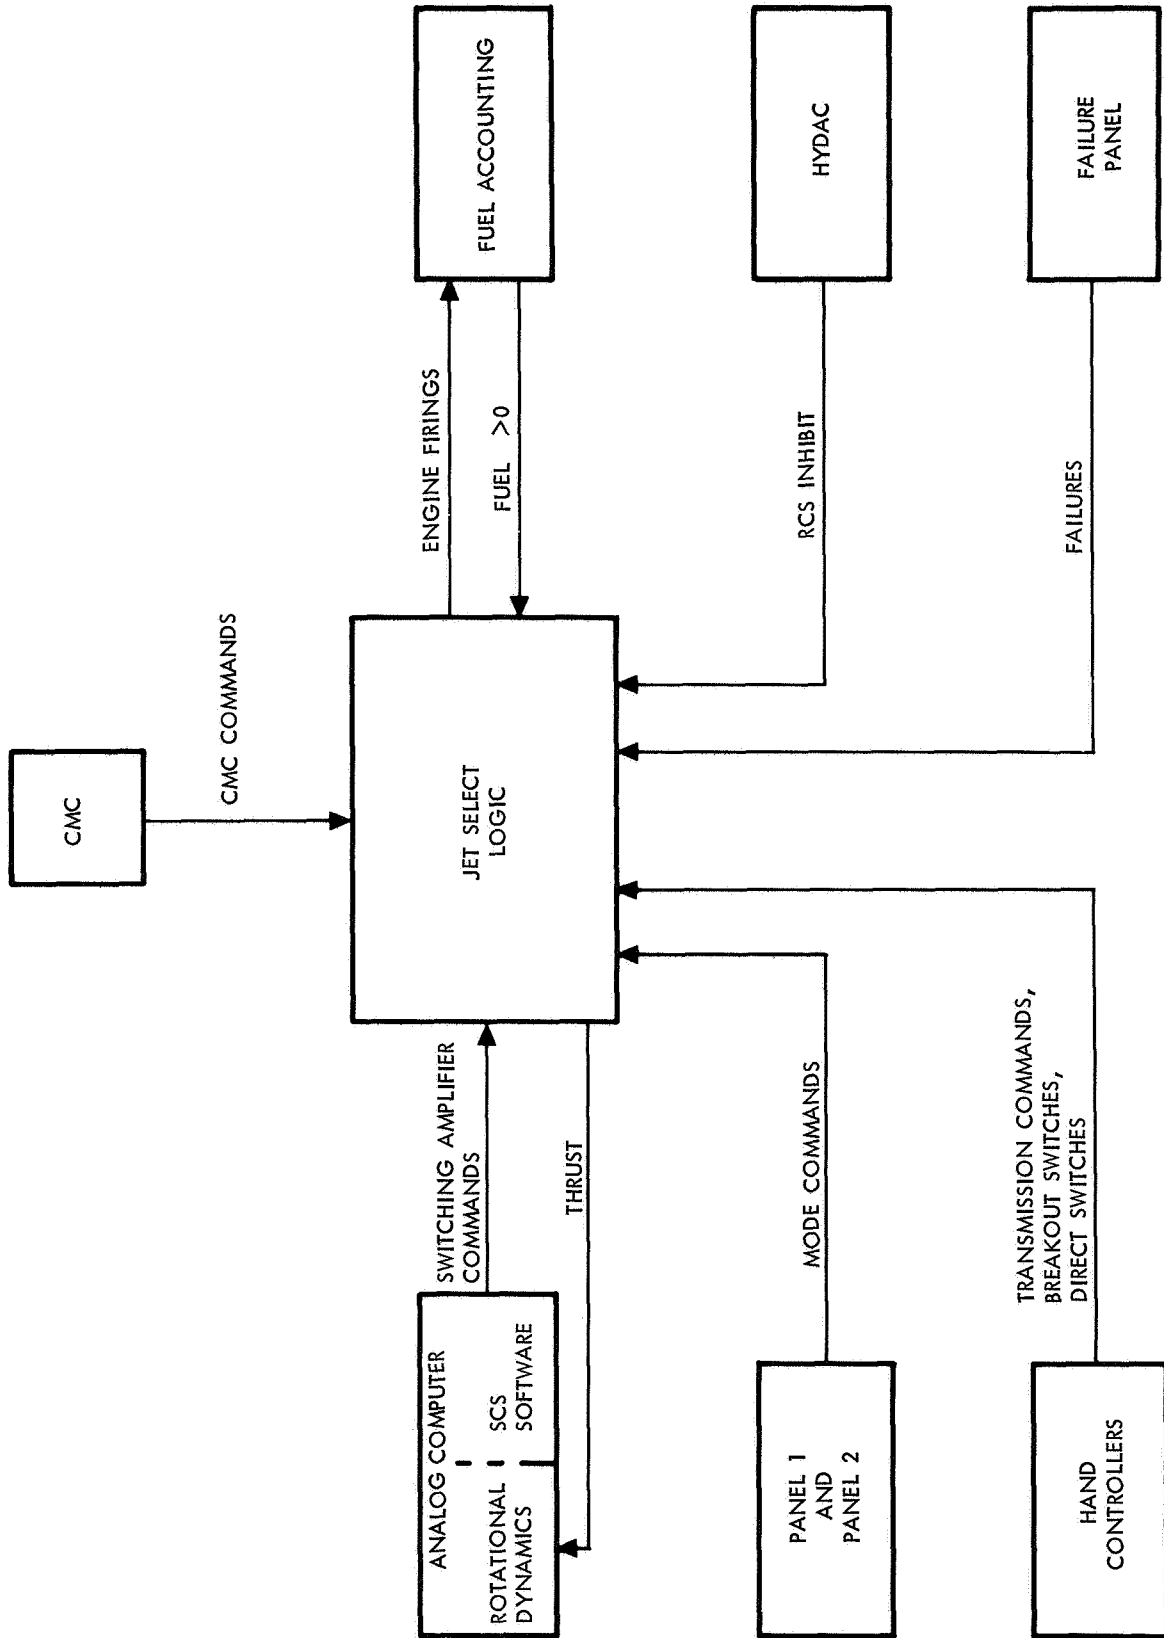 CMC
CMC COMMANDS
ANALOG COMPUTER
ROTATIONAL
DYNAMICS
SCS
SOFTWARE
SWITCHING AMPLIFIER
COMMANDS
THRUST
JET SELECT
LOGIC
ENGINE FIRINGS
FUEL >0
FUEL ACCOUNTING
PANEL 1
AND
PANEL 2
MODE COMMANDS
RCS INHIBIT
HYDAC
HAND
CONTROLLERS
TRANSMISSION COMMANDS,
BREAKOUT SWITCHES,
DIRECT SWITCHES
FAILURES
FAILURE
PANEL